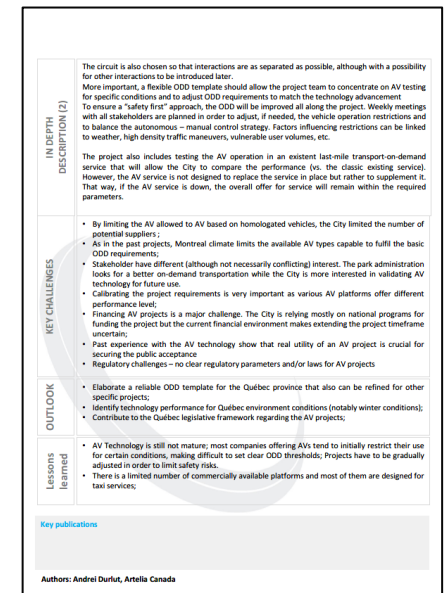 IN DEPTH
DESCRIPTION (2)
The circuit is also chosen so that interactions are as separated as possible, although with a possibility
for other interactions to be introduced later.
More important, a flexible ODD template should allow the project team to concentrate on AV testing
for specific conditions and to adjust ODD requirements to match the technology advancement
To ensure a "safety first" approach, the ODD will be improved all along the project. Weekly meetings
with all stakeholders are planned in order to adjust, if needed, the vehicle operation restrictions and
to balance the autonomous – manual control strategy. Factors influencing restrictions can be linked
to weather, high density traffic maneuvers, vulnerable user volumes, etc.
The project also includes testing the AV operation in an existent last-mile transport-on-demand
service that will allow the City to compare the performance (vs. the classic existing service).
However, the AV service is not designed to replace the service in place but rather to supplement it.
That way, if the AV service is down, the overall offer for service will remain within the required
parameters.
KEY CHALLENGES
• By limiting the AV allowed to AV based on homologated vehicles, the City limited the number of
potential suppliers ;
• As in the past projects, Montreal climate limits the available AV types capable to fulfil the basic
ODD requirements;
• Stakeholder have different (although not necessarily conflicting) interest. The park administration
looks for a better on-demand transportation while the City is more interested in validating AV
technology for future use.
• Calibrating the project requirements is very important as various AV platforms offer different
performance level;
• Financing AV projects is a major challenge. The City is relying mostly on national programs for
funding the project but the current financial environment makes extending the project timeframe
uncertain;
• Past experience with the AV technology show that real utility of an AV project is crucial for
securing the public acceptance
• Regulatory challenges – no clear regulatory parameters and/or laws for AV projects
OUTLOOK
• Elaborate a reliable ODD template for the Québec province that also can be refined for other
specific projects;
• Identify technology performance for Québec environment conditions (notably winter conditions);
• Contribute to the Québec legislative framework regarding the AV projects;
Lessons
learned
• AV Technology is still not mature; most companies offering AVs tend to initially restrict their use
for certain conditions, making difficult to set clear ODD thresholds; Projects have to be gradually
adjusted in order to limit safety risks.
• There is a limited number of commercially available platforms and most of them are designed for
taxi services;
Key publications
Authors: Andrei Durlut, Artelia Canada